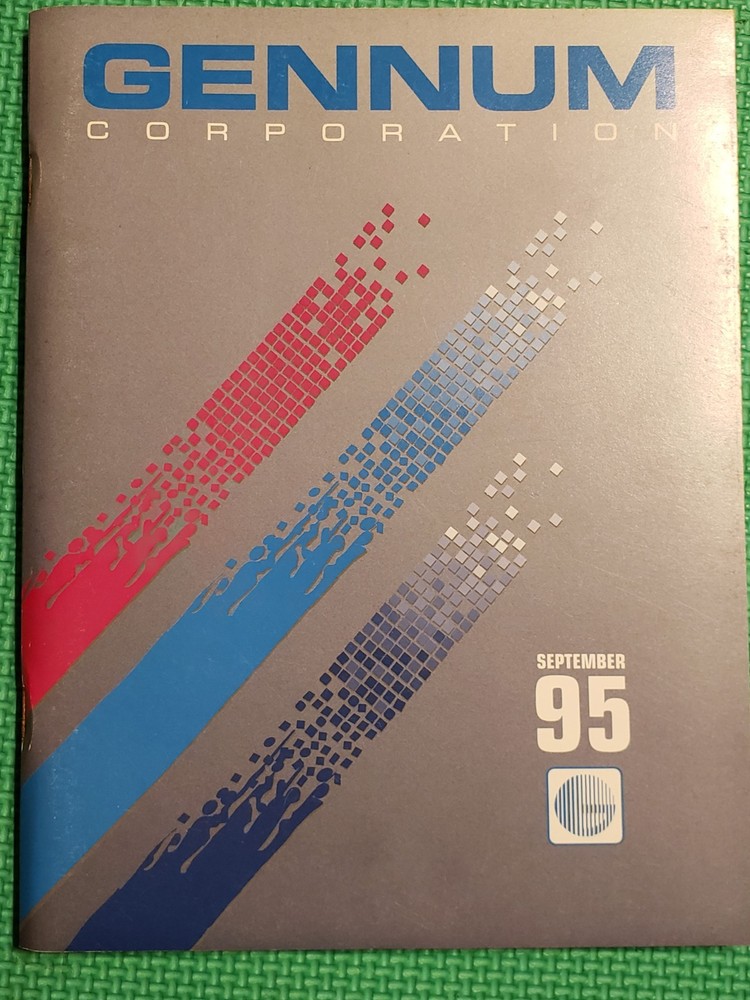 GENNUM
CORPORATION
SEPTEMBER
95